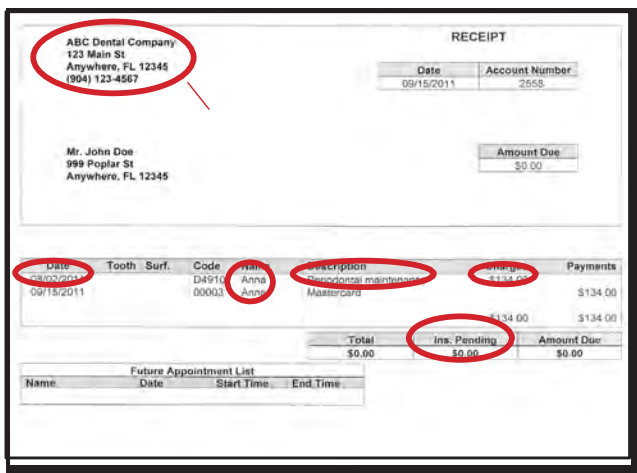 ABC Dental Company
123 Main St
Anywhere, FL 12345
(904) 123-4567
RECEIPT
Date Account Number
09/15/2011 2558
Mr. John Doe
999 Poplar St
Anywhere, FL 12345
Amount Due
$0.00
Date Tooth Surf. Code Name Description Charges Payments
08/02/2011 D4910 Anna Periodontal maintenance $134.00
09/15/2011 00003 Anna Mastercard $134.00
$134.00 $134.00
Total Ins. Pending Amount Due
$0.00 $0.00 $0.00
Future Appointment List
Name Date Start Time End Time